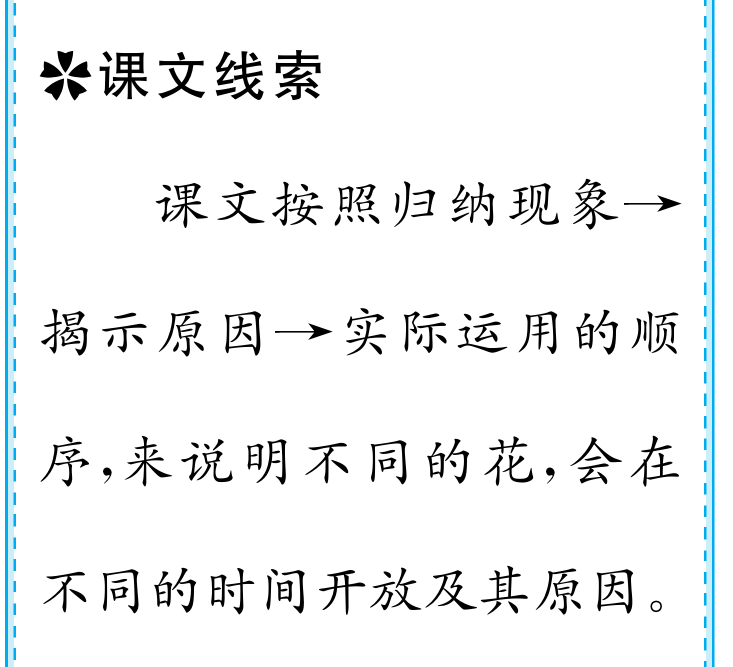 课文线索
课文按照归纳现象→
揭示原因→实际运用的顺
序，来说明不同的花，会在
不同的时间开放及其原因。